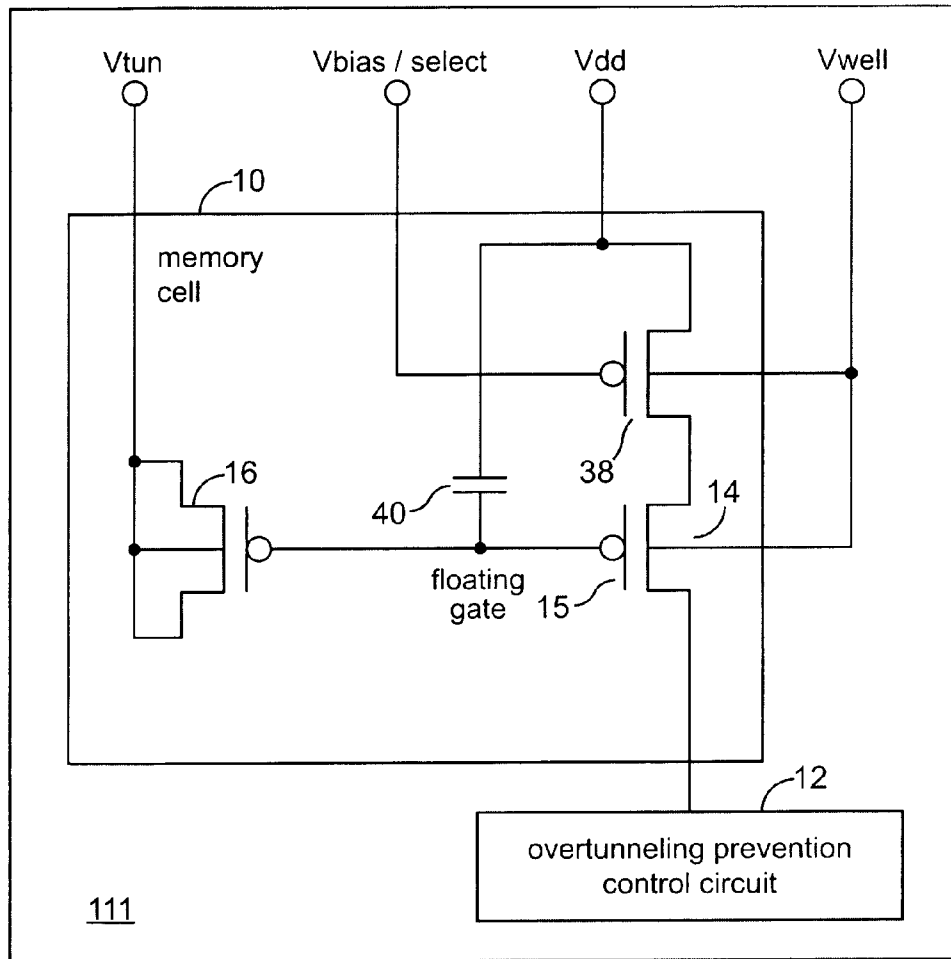 Vtun
Vbias / select
Vdd
Vwell
10
memory
cell
16
38
40
14
floating
gate
15
12
overtunneling prevention
control circuit
111